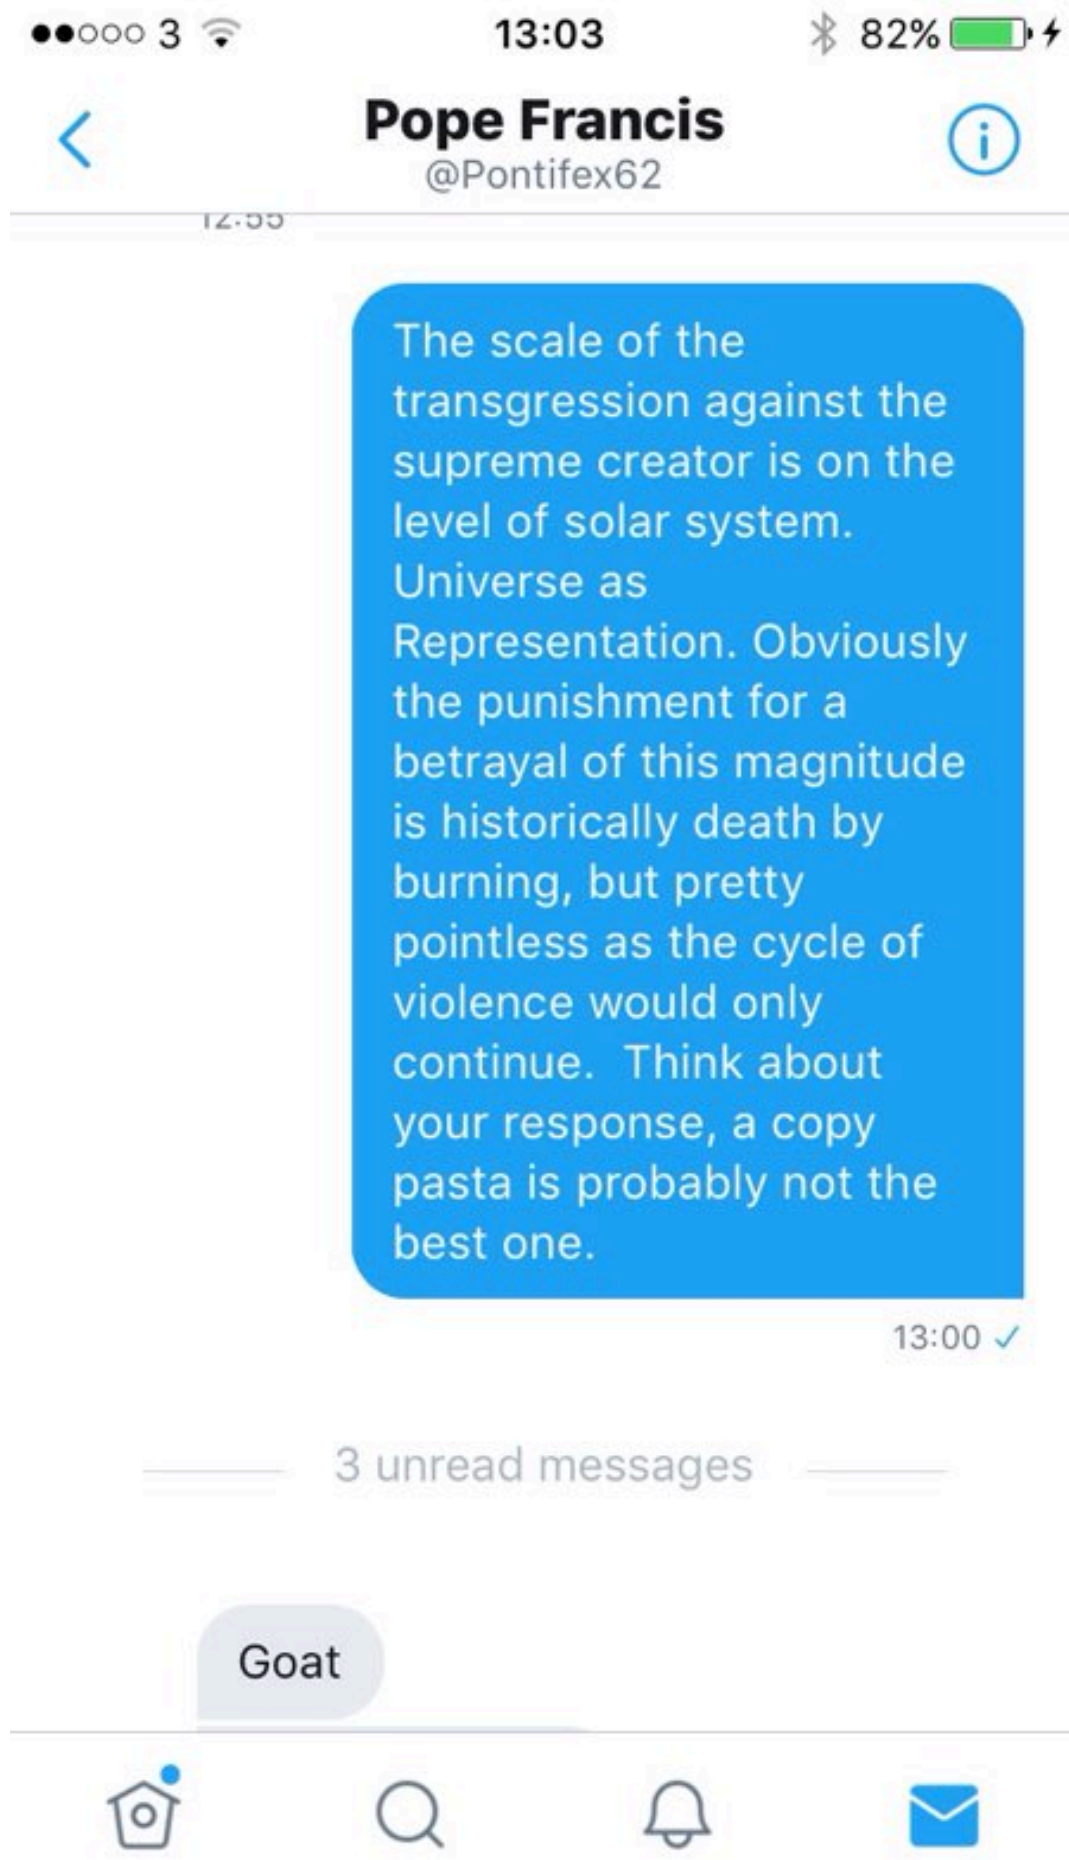 3 13:03 82%
Pope Francis
@Pontifex62
12:55
The scale of the
transgression against the
supreme creator is on the
level of solar system.
Universe as
Representation. Obviously
the punishment for a
betrayal of this magnitude
is historically death by
burning, but pretty
pointless as the cycle of
violence would only
continue.  Think about
your response, a copy
pasta is probably not the
best one.
13:00
3 unread messages
Goat